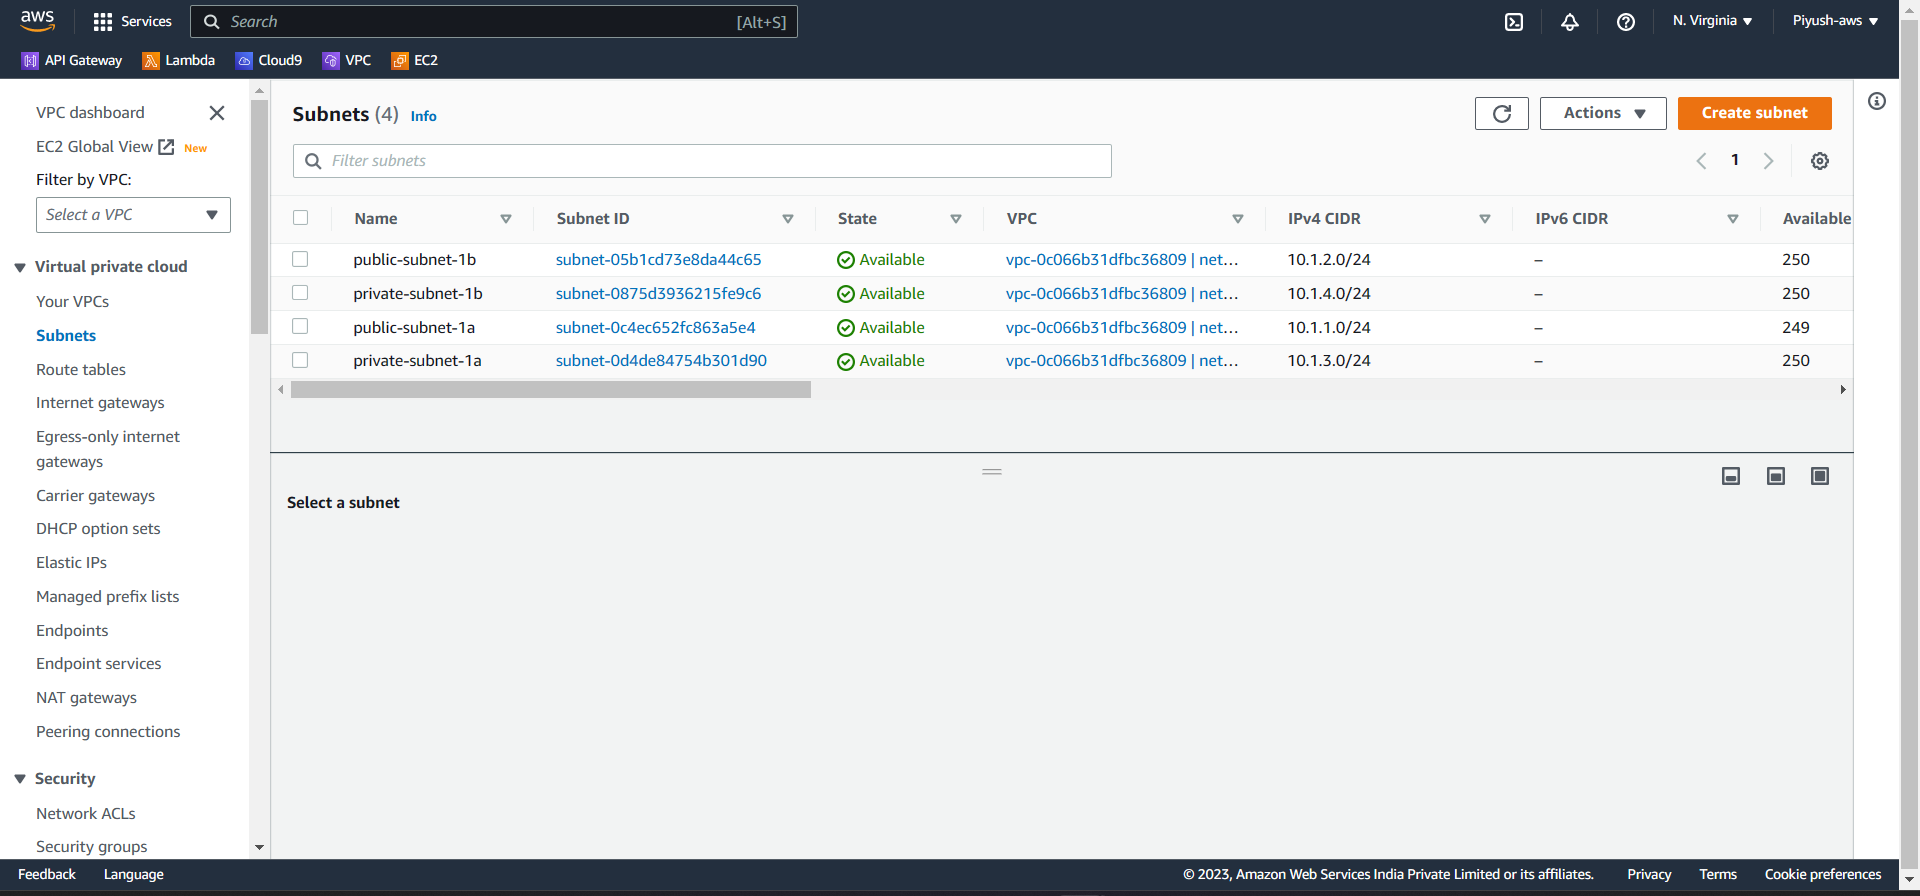 aws Services Search [Alt+S] N. Virginia Piyush-aws
API Gateway Lambda Cloud9 VPC EC2
VPC dashboard
EC2 Global View New
Filter by VPC:
Select a VPC
Virtual private cloud
Your VPCs
Subnets
Route tables
Internet gateways
Egress-only internet
gateways
Carrier gateways
DHCP option sets
Elastic IPs
Managed prefix lists
Endpoints
Endpoint services
NAT gateways
Peering connections
Security
Network ACLs
Security groups
Subnets (4) Info Actions Create subnet
Filter subnets 1
Name Subnet ID State VPC IPv4 CIDR IPv6 CIDR Available
public-subnet-1b subnet-05b1cd73e8da44c65 Available vpc-0c066b31dfbc36809 | net... 10.1.2.0/24 – 250
private-subnet-1b subnet-0875d3936215fe9c6 Available vpc-0c066b31dfbc36809 | net... 10.1.4.0/24 – 250
public-subnet-1a subnet-0c4ec652fc863a5e4 Available vpc-0c066b31dfbc36809 | net... 10.1.1.0/24 – 249
private-subnet-1a subnet-0d4de84754b301d90 Available vpc-0c066b31dfbc36809 | net... 10.1.3.0/24 – 250
Select a subnet
Feedback Language © 2023, Amazon Web Services India Private Limited or its affiliates. Privacy Terms Cookie preferences